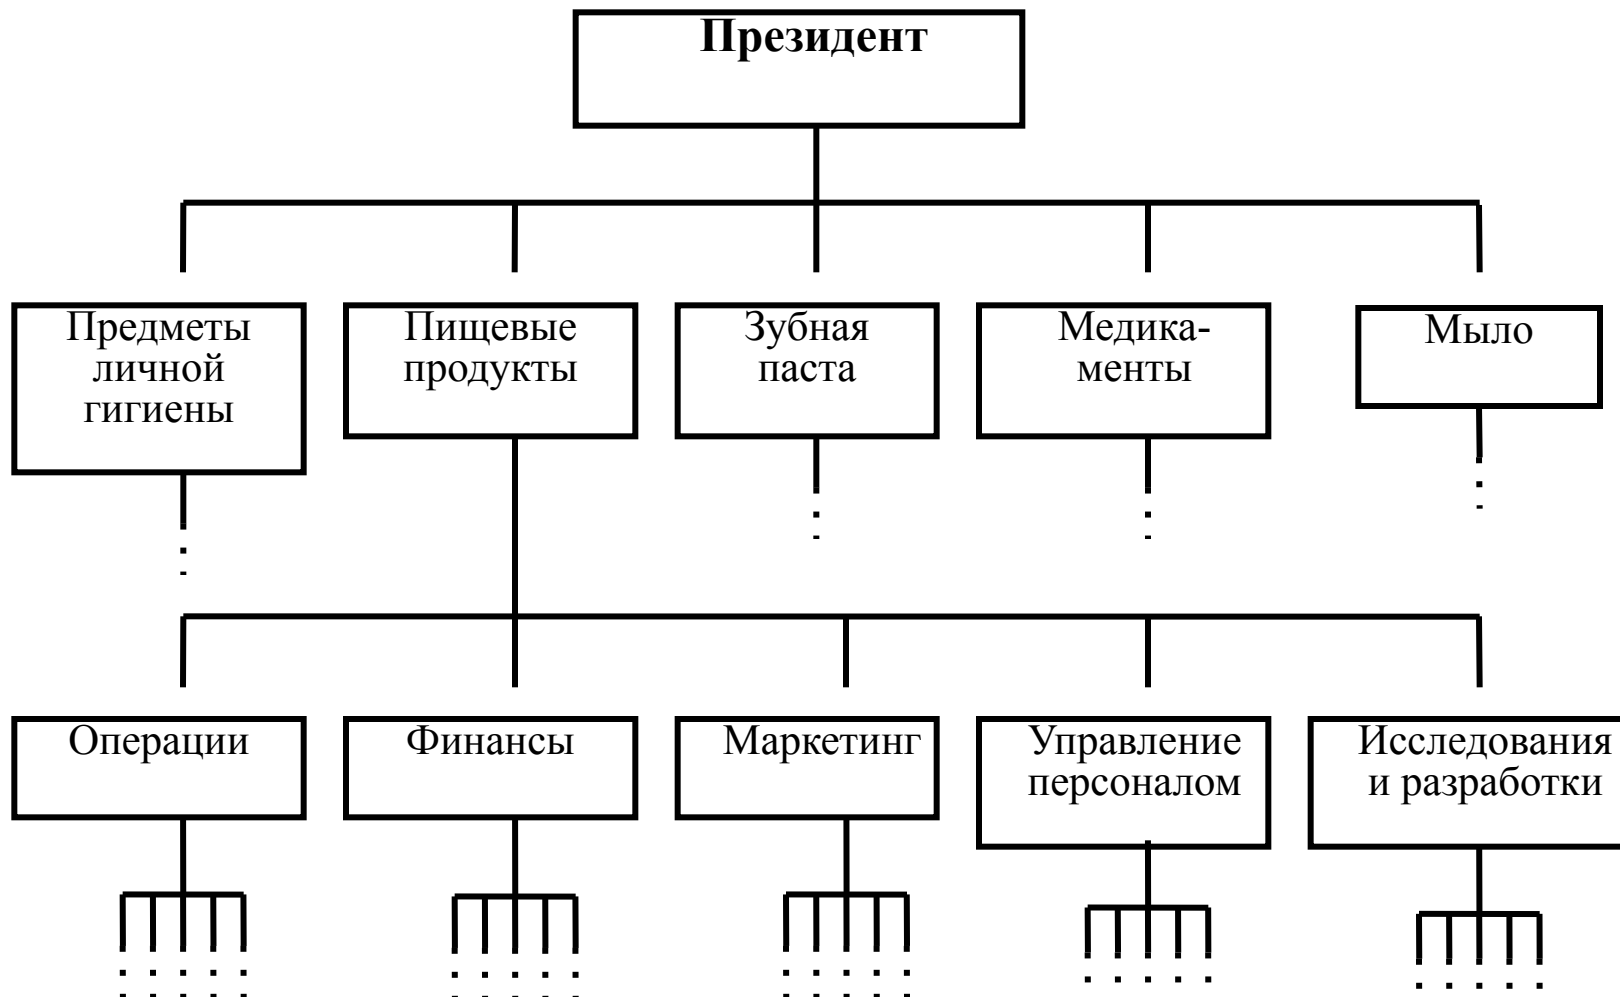 Президент
Предметы
личной
гигиены
Пищевые
продукты
Зубная
паста
Медика-
менты
Мыло
Операции
Финансы
Маркетинг
Управление
персоналом
Исследования
и разработки